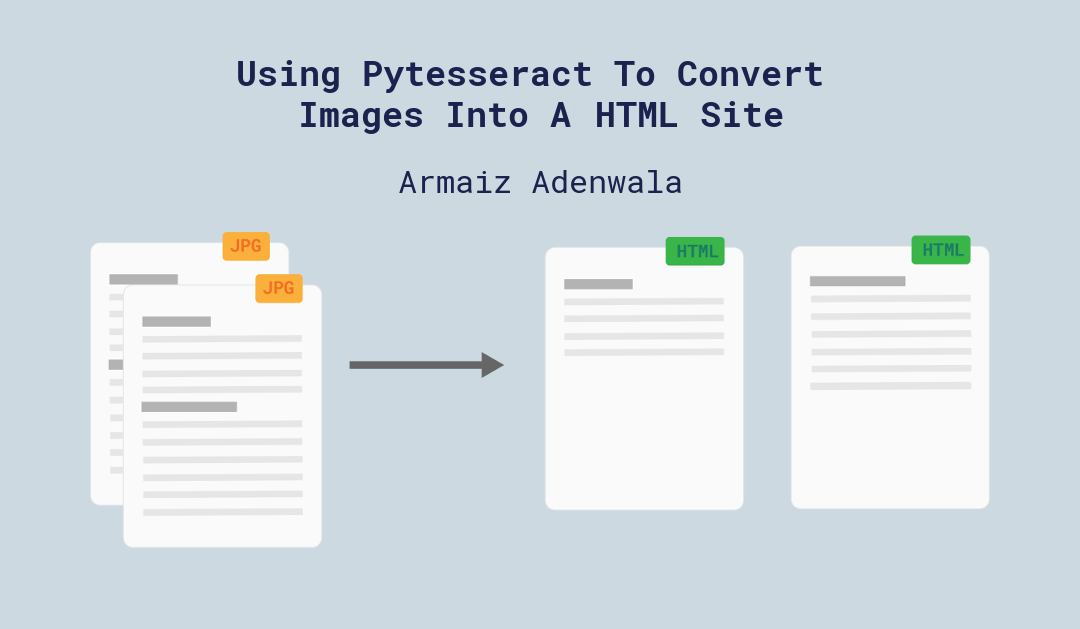 Using Pytesseract To Convert
Images Into A HTML Site
Armaiz Adenwala
JPG
JPG
HTML
HTML